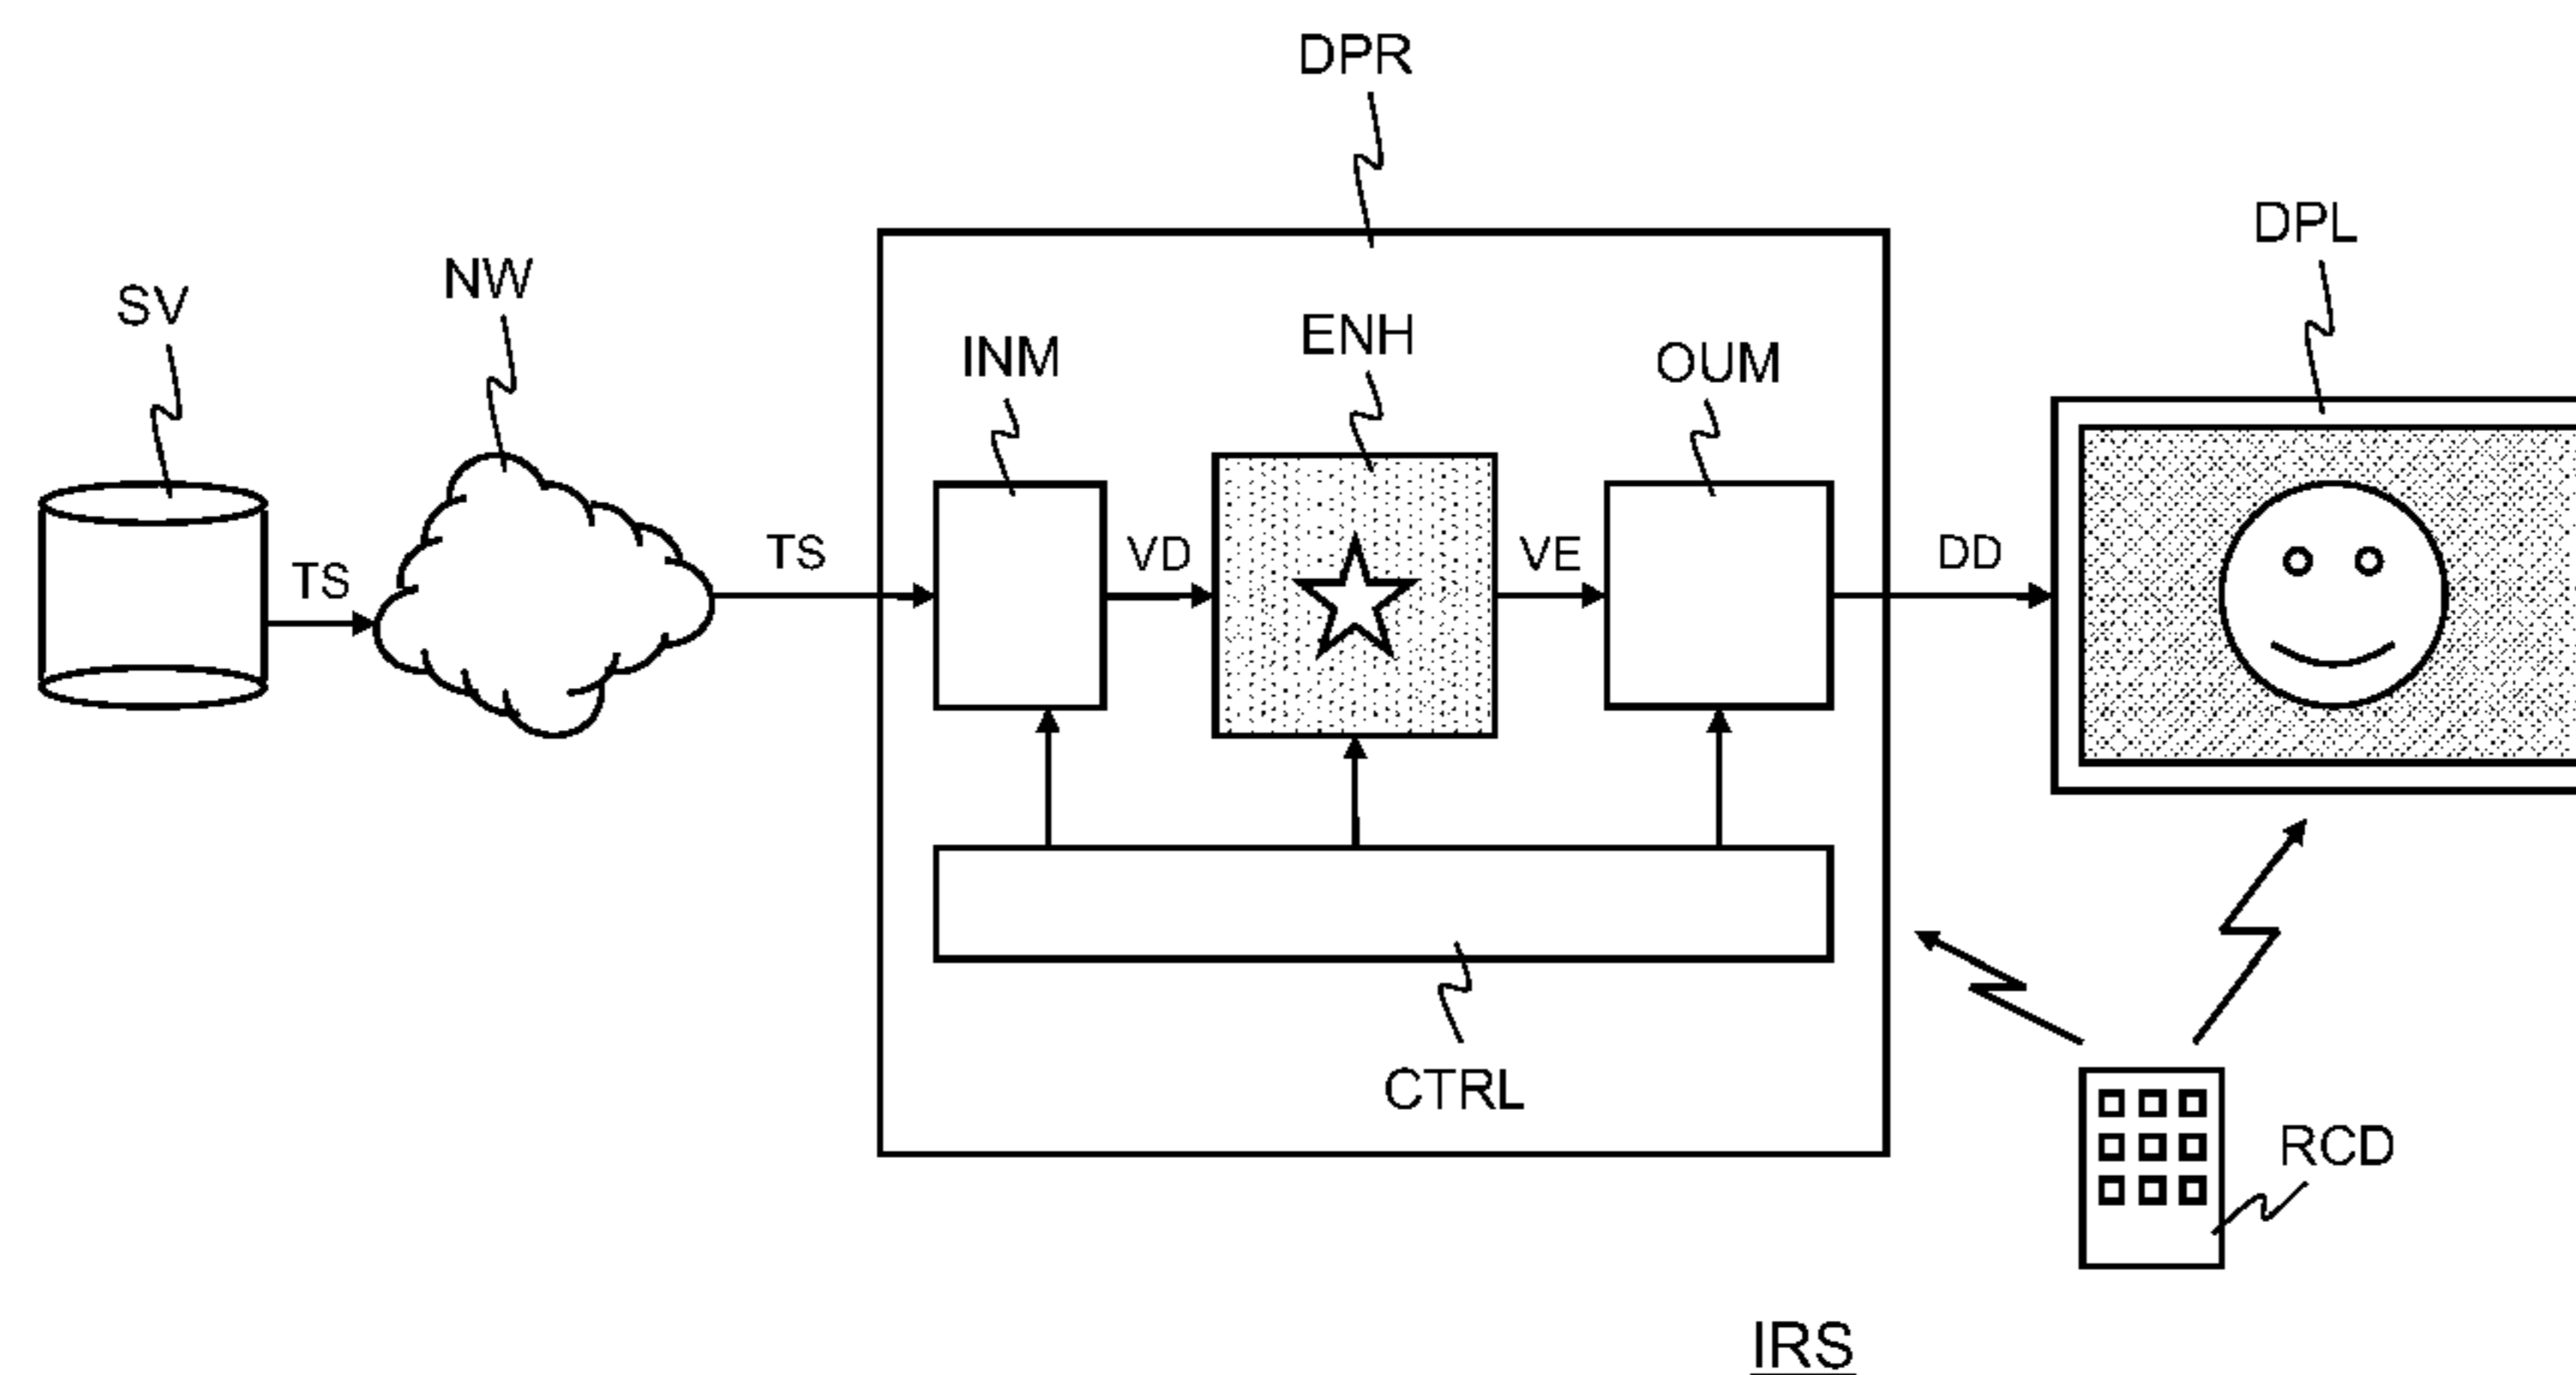 DPR
DPL
NW
SV
ENH
INM
OUM
TS
VD
VE
DD
TS
CTRL
RCD
IRS